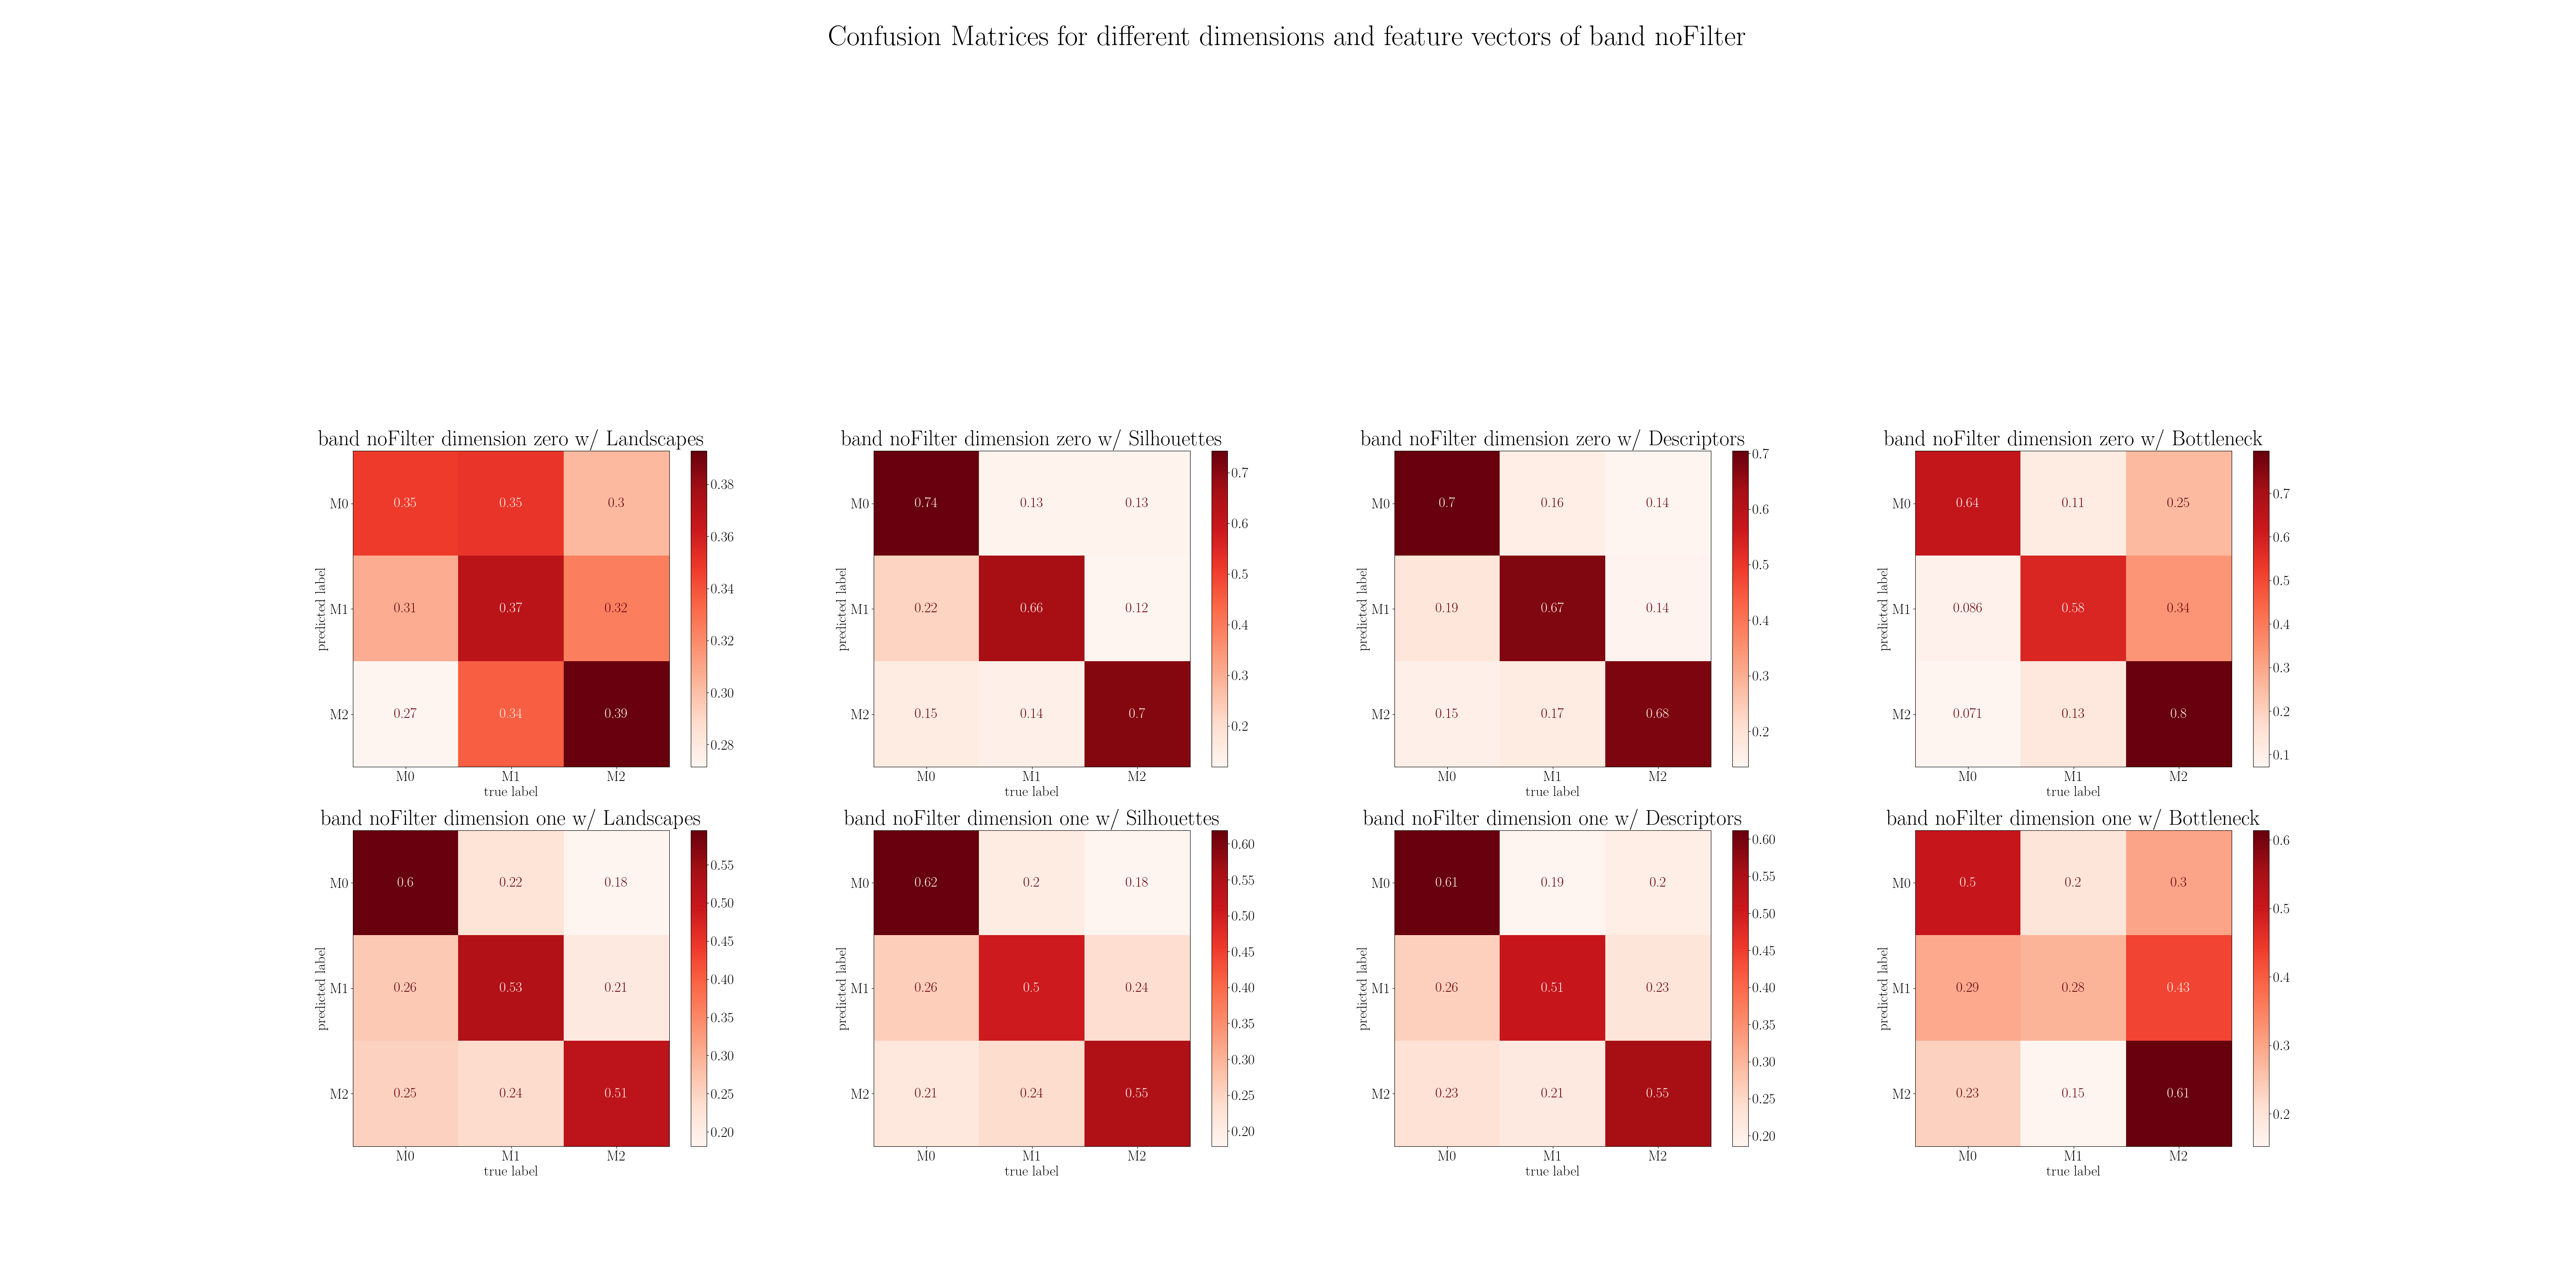 Confusion Matrices for different dimensions and feature vectors of band noFilter
band noFilter dimension zero w/ Landscapes
predicted label
M0 0.35 0.35 0.3
M1 0.31 0.37 0.32
M2 0.27 0.34 0.39
M0 M1 M2
true label
0.38
0.36
0.34
0.32
0.30
0.28
band noFilter dimension zero w/ Silhouettes
predicted label
M0 0.74 0.13 0.13
M1 0.22 0.66 0.12
M2 0.15 0.14 0.7
M0 M1 M2
true label
0.7
0.6
0.5
0.4
0.3
0.2
band noFilter dimension zero w/ Descriptors
predicted label
M0 0.7 0.16 0.14
M1 0.19 0.67 0.14
M2 0.15 0.17 0.68
M0 M1 M2
true label
0.7
0.6
0.5
0.4
0.3
0.2
band noFilter dimension zero w/ Bottleneck
predicted label
M0 0.64 0.11 0.25
M1 0.086 0.58 0.34
M2 0.071 0.13 0.8
M0 M1 M2
true label
0.7
0.6
0.5
0.4
0.3
0.2
0.1
band noFilter dimension one w/ Landscapes
predicted label
M0 0.6 0.22 0.18
M1 0.26 0.53 0.21
M2 0.25 0.24 0.51
M0 M1 M2
true label
0.55
0.50
0.45
0.40
0.35
0.30
0.25
0.20
band noFilter dimension one w/ Silhouettes
predicted label
M0 0.62 0.2 0.18
M1 0.26 0.5 0.24
M2 0.21 0.24 0.55
M0 M1 M2
true label
0.60
0.55
0.50
0.45
0.40
0.35
0.30
0.25
0.20
band noFilter dimension one w/ Descriptors
predicted label
M0 0.61 0.19 0.2
M1 0.26 0.51 0.23
M2 0.23 0.21 0.55
M0 M1 M2
true label
0.60
0.55
0.50
0.45
0.40
0.35
0.30
0.25
0.20
band noFilter dimension one w/ Bottleneck
predicted label
M0 0.5 0.2 0.3
M1 0.29 0.28 0.43
M2 0.23 0.15 0.61
M0 M1 M2
true label
0.6
0.5
0.4
0.3
0.2